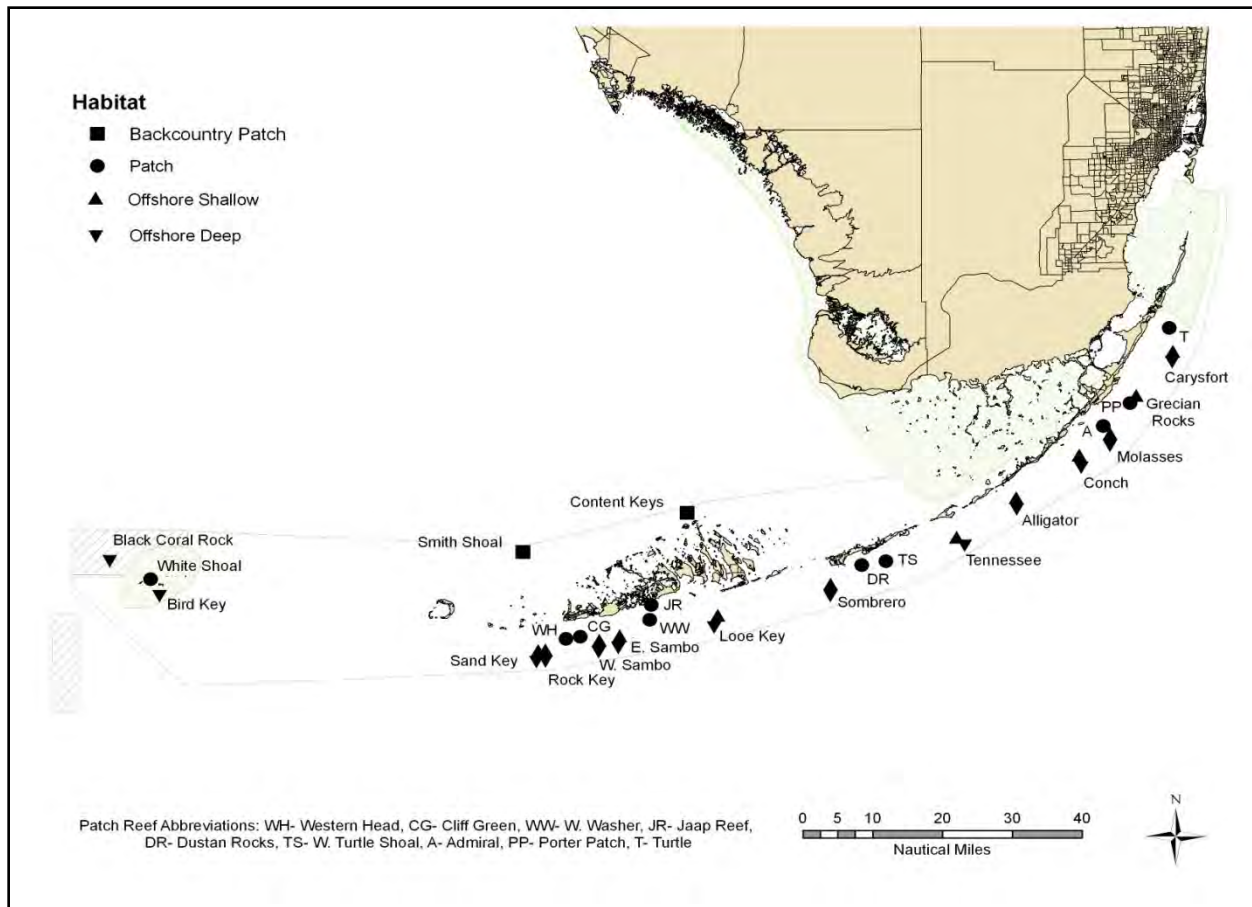 Habitat
Backcountry Patch
Patch
Offshore Shallow
Offshore Deep
T
Carysfort
PP
Grecian
Rocks
A
Molasses
Conch
Alligator
Content Keys
Smith Shoal
Tennessee
Black Coral Rock
White Shoal
Bird Key
TS
DR
Sombrero
JR
WW
Looe Key
CG
WH
E. Sambo
W. Sambo
Sand Key
Rock Key
Patch Reef Abbreviations: WH- Western Head, CG- Cliff Green, WW- W. Washer, JR- Jaap Reef,
DR- Dustan Rocks, TS- W. Turtle Shoal, A- Admiral, PP- Porter Patch, T- Turtle
0 5 10 20 30 40
Nautical Miles
N